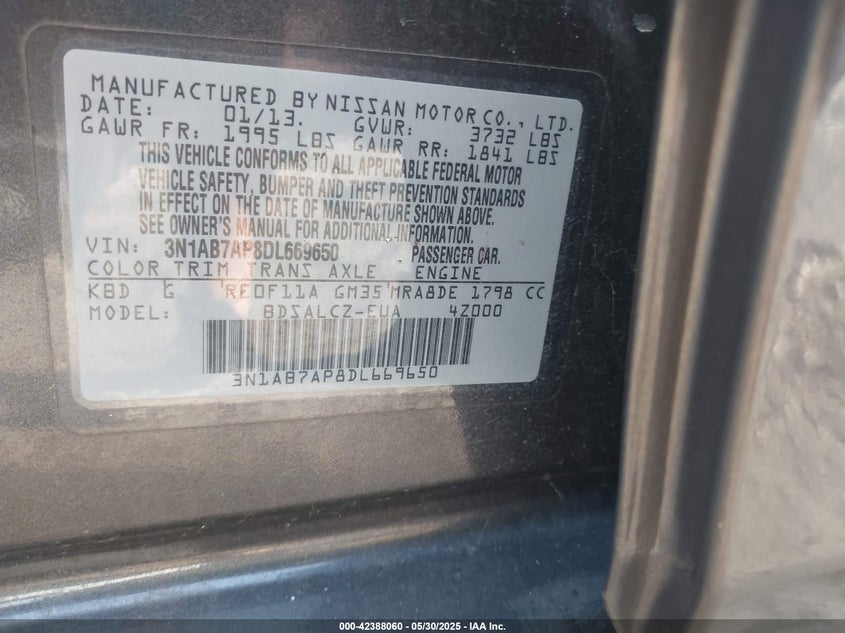 MANUFACTURED BY NISSAN MOTOR CO., LTD.
DATE: 01/13. GVWR: 3732 LBS
GAWR FR: 1995 LBS GAWR RR: 1841 LBS
THIS VEHICLE CONFORMS TO ALL APPLICABLE FEDERAL MOTOR
VEHICLE SAFETY, BUMPER AND THEFT PREVENTION STANDARDS
IN EFFECT ON THE DATE OF MANUFACTURE SHOWN ABOVE.
SEE OWNER'S MANUAL FOR ADDITIONAL INFORMATION.
VIN: 3N1AB7AP8DL669650 PASSENGER CAR.
COLOR TRIM TRANS AXLE ENGINE
KBD G RE0F11A GM35 MRA8DE 1798 CC
MODEL: BDSALCZ-EUA 4Z000
3N1AB7AP8DL669650
000-42388060 — 05/30/2025 — IAA Inc.